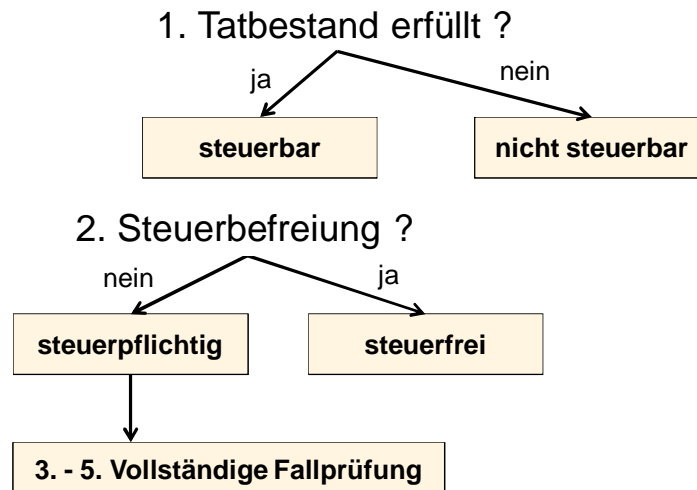 1. Tatbestand erfüllt ?
ja
nein
steuerbar
nicht steuerbar
2. Steuerbefreiung ?
nein
ja
steuerpflichtig
steuerfrei
3. - 5. Vollständige Fallprüfung